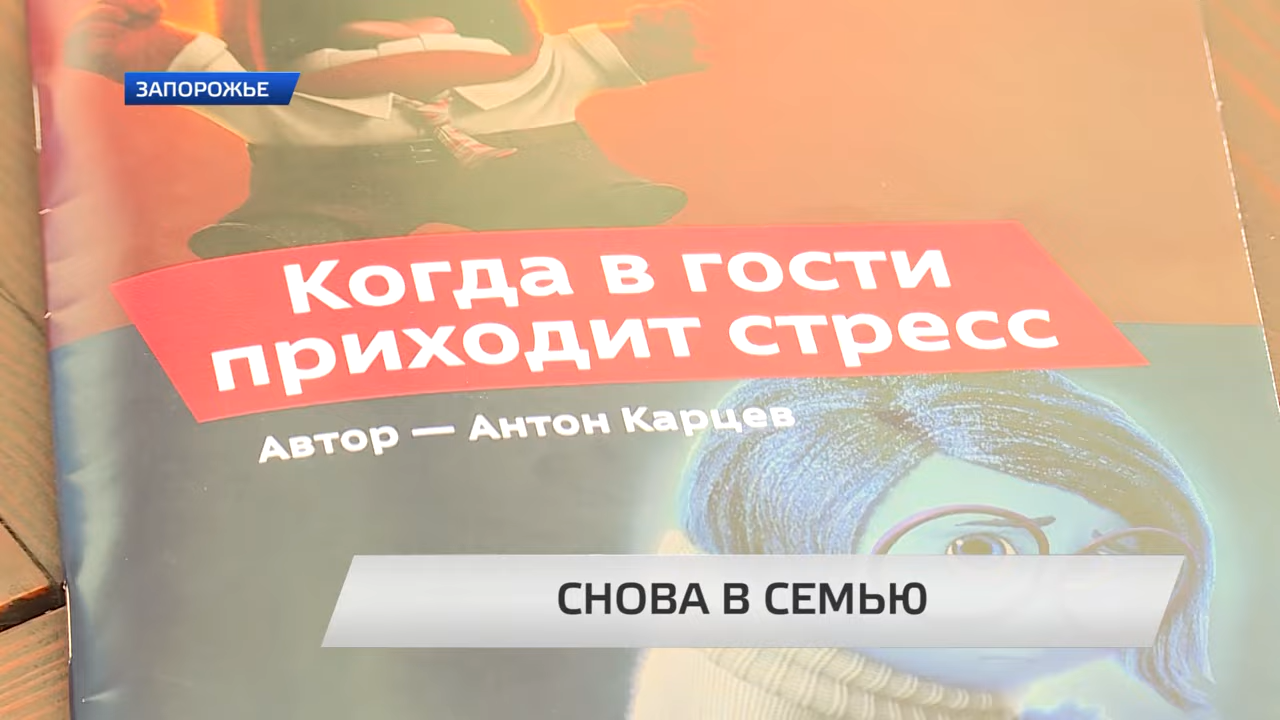 ЗАПОРОЖЬЕ
Когда в гости
приходит стресс
Автор — Антон Карцев
СНОВА В СЕМЬЮ